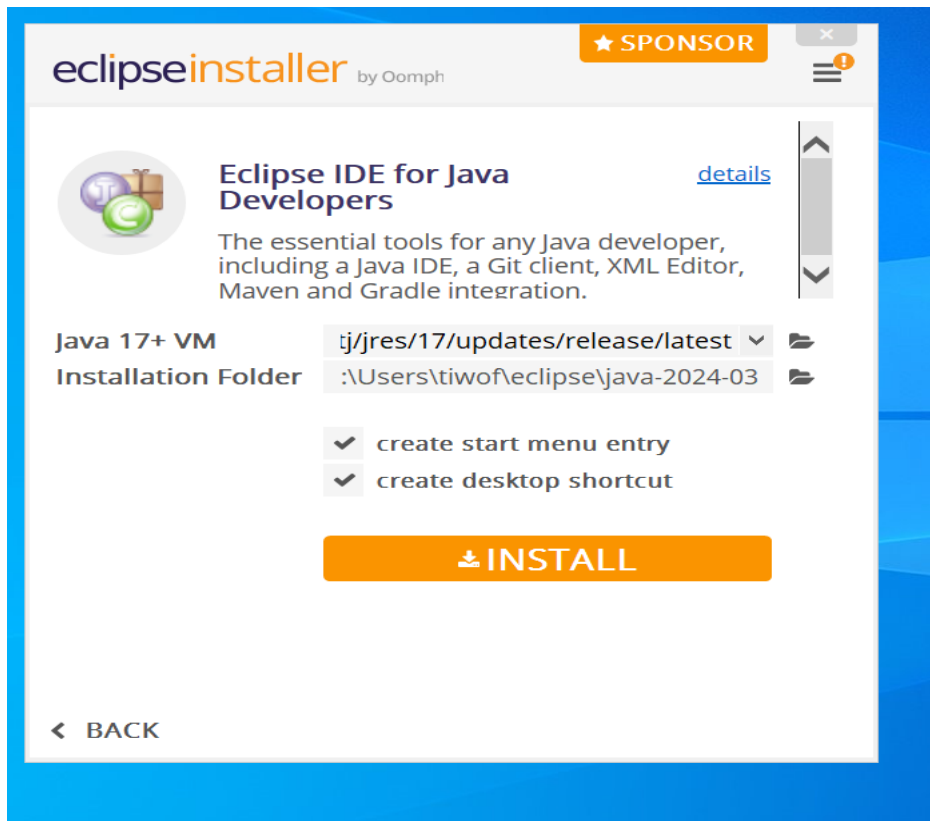 ★ SPONSOR
eclipseinstaller by Oomph
Eclipse IDE for Java
Developers
details
The essential tools for any Java developer,
including a Java IDE, a Git client, XML Editor,
Maven and Gradle integration.
Java 17+ VM
tj/jres/17/updates/release/latest
Installation Folder
:\Users\tiwof\eclipse\java-2024-03
create start menu entry
create desktop shortcut
INSTALL
BACK